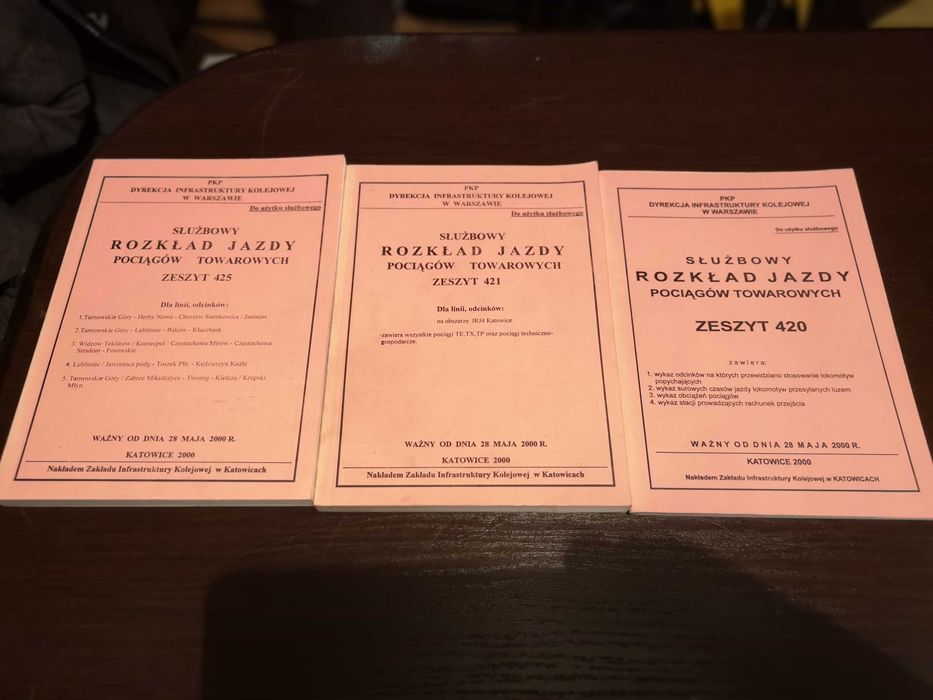 PKP
DYREKCJA INFRASTRUKTURY KOLEJOWEJ
W WARSZAWIE
Do użytku służbowego
SŁUŻBOWY
ROZKŁAD JAZDY
POCIĄGÓW TOWAROWYCH
ZESZYT 425
Dla linii, odcinków:
1.Tarnowskie Góry - Herby Nowe - Chorzew Siemkowice / Janinów
2.Tarnowskie Góry - Lubliniec - Bąków - Kluczbork
3. Widzów Teklinów / Koniecpol / Częstochowa Mirów - Częstochowa
Stradom - Fosowskie
4. Lubliniec / Jawornica podg - Toszek Płn. - Kędzierzyn Koźle
5. Tarnowskie Góry / Zabrze Mikulczyce - Tworóg - Kielcza / Krupski
Młyn
WAŻNY OD DNIA 28 MAJA 2000 R.
KATOWICE 2000
Nakładem Zakładu Infrastruktury Kolejowej w Katowicach
PKP
DYREKCJA INFRASTRUKTURY KOLEJOWEJ
W WARSZAWIE
Do użytku służbowego
SŁUŻBOWY
ROZKŁAD JAZDY
POCIĄGÓW TOWAROWYCH
ZESZYT 421
Dla linii, odcinków:
na obszarze IRJ4 Katowice
-zawiera wszystkie pociągi TE,TX,TP oraz pociągi techniczno-
gospodarcze.
WAŻNY OD DNIA 28 MAJA 2000 R.
KATOWICE 2000
Nakładem Zakładu Infrastruktury Kolejowej w Katowicach
PKP
DYREKCJA INFRASTRUKTURY KOLEJOWEJ
W WARSZAWIE
Do użytku służbowego
SŁUŻBOWY
ROZKŁAD JAZDY
POCIĄGÓW TOWAROWYCH
ZESZYT 420
zawiera:
1. wykaz odcinków na których przewidziano stosowanie lokomotyw
popychających
2. wykaz surowych czasów jazdy lokomotyw przesyłanych luzem
3. wykaz obciążeń pociągów
4. wykaz stacji prowadzących rachunek przejścia
WAŻNY OD DNIA 28 MAJA 2000 R.
KATOWICE 2000
Nakładem Zakładu Infrastruktury Kolejowej w KATOWICACH